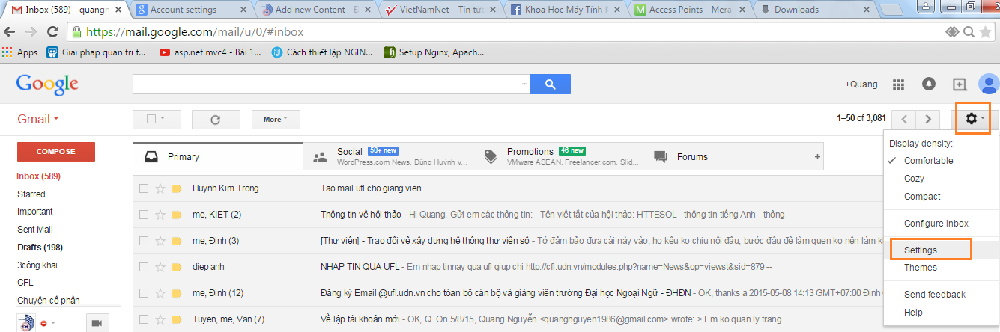 Inbox (589) - quangn
Account settings
Add new Content - Đ
VietNamNet – Tin tức
Khoa Học Máy Tính K
Access Points - Meral
Downloads
https://mail.google.com/mail/u/0/#inbox
Apps
Giai phap quan tri t...
asp.net mvc4 - Bài 1...
Cách thiết lập NGIN...
Setup Nginx, Apach...
Google
+Quang
Gmail
More
1–50 of 3,081
COMPOSE
Inbox (589)
Starred
Important
Sent Mail
Drafts (198)
3công khai
CFL
Chuyện cổ phần
Primary
Social 50+ new
WordPress.com News, Dũng Huỳnh v...
Promotions 46 new
VMware ASEAN, Freelancer.com, Slid...
Forums
+
Huynh Kim Trong Tao mail ufl cho giang vien
me, KIET (2) Thông tin về hội thảo - Hi Quang, Gửi em các thông tin: - Tên viết tắt của hội thảo: HTTESOL - thông tin tiếng Anh - thông
me, Đinh (3) [Thư viện] - Trao đổi về xây dựng hệ thống thư viện số - Tớ đảm bảo đưa cái này vào, họ kêu ko chịu nổi đâu, bước đầu để làm quen ko nên làm k
diep anh NHAP TIN QUA UFL - Em nhap tinnay qua ufl giup chi http://cfl.udn.vn/modules.php?name=News&op=viewst&sid=879 --
me, Đinh (12) Đăng ký Email @ufl.udn.vn cho tòan bộ cán bộ và giảng viên trường Đại học Ngoại Ngữ - ĐHĐN - OK, thanks a 2015-05-08 14:13 GMT+07:00 Đinh
Tuyen, me, Van (7) Về lập tài khoản mới - OK, Q. On 5/8/15, Quang Nguyễn <quangnguyen1986@gmail.com> wrote: > Em ko quan ly trang
Display density:
Comfortable
Cozy
Compact
Configure inbox
Settings
Themes
Send feedback
Help